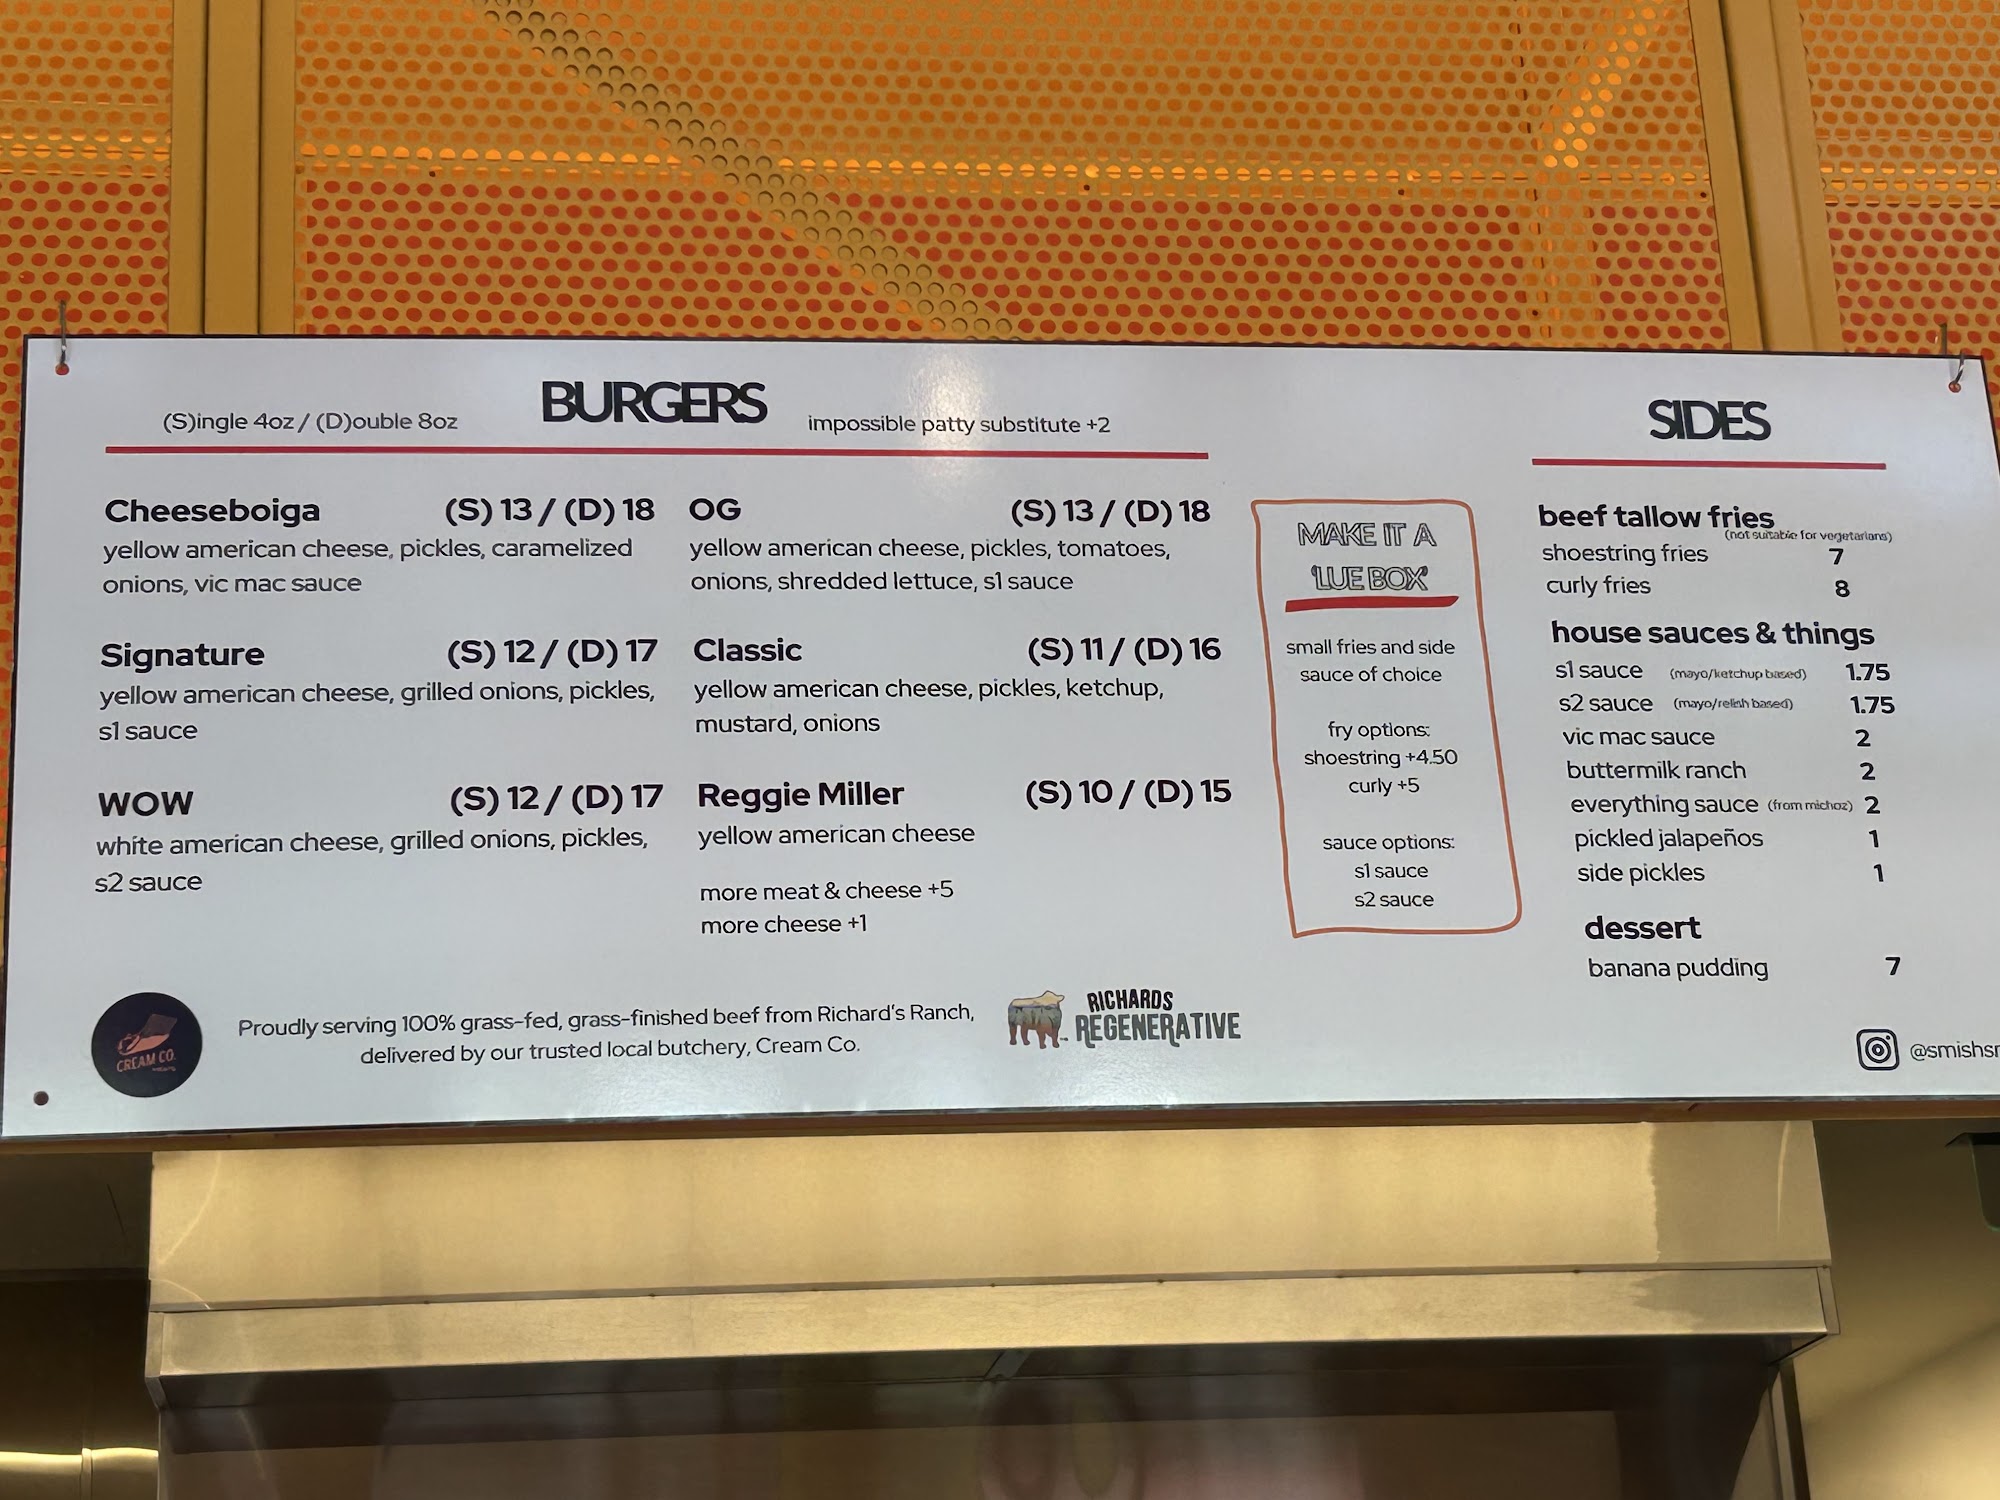 BURGERS
(S)ingle 4oz / (D)ouble 8oz
impossible patty substitute +2
Cheeseboiga (S) 13 / (D) 18
yellow american cheese, pickles, caramelized
onions, vic mac sauce
Signature (S) 12 / (D) 17
yellow american cheese, grilled onions, pickles,
s1 sauce
WOW (S) 12 / (D) 17
white american cheese, grilled onions, pickles,
s2 sauce
OG (S) 13 / (D) 18
yellow american cheese, pickles, tomatoes,
onions, shredded lettuce, s1 sauce
Classic (S) 11 / (D) 16
yellow american cheese, pickles, ketchup,
mustard, onions
Reggie Miller (S) 10 / (D) 15
yellow american cheese
more meat & cheese +5
more cheese +1
MAKE IT A
'LUE BOX'
small fries and side
sauce of choice
fry options:
shoestring +4.50
curly +5
sauce options:
s1 sauce
s2 sauce
SIDES
beef tallow fries
(not suitable for vegetarians)
shoestring fries 7
curly fries 8
house sauces & things
s1 sauce (mayo/ketchup based) 1.75
s2 sauce (mayo/relish based) 1.75
vic mac sauce 2
buttermilk ranch 2
everything sauce (from michoz) 2
pickled jalapeños 1
side pickles 1
dessert
banana pudding 7
CREAM CO.
Proudly serving 100% grass-fed, grass-finished beef from Richard's Ranch,
delivered by our trusted local butchery, Cream Co.
RICHARDS
REGENERATIVE
@smishsm